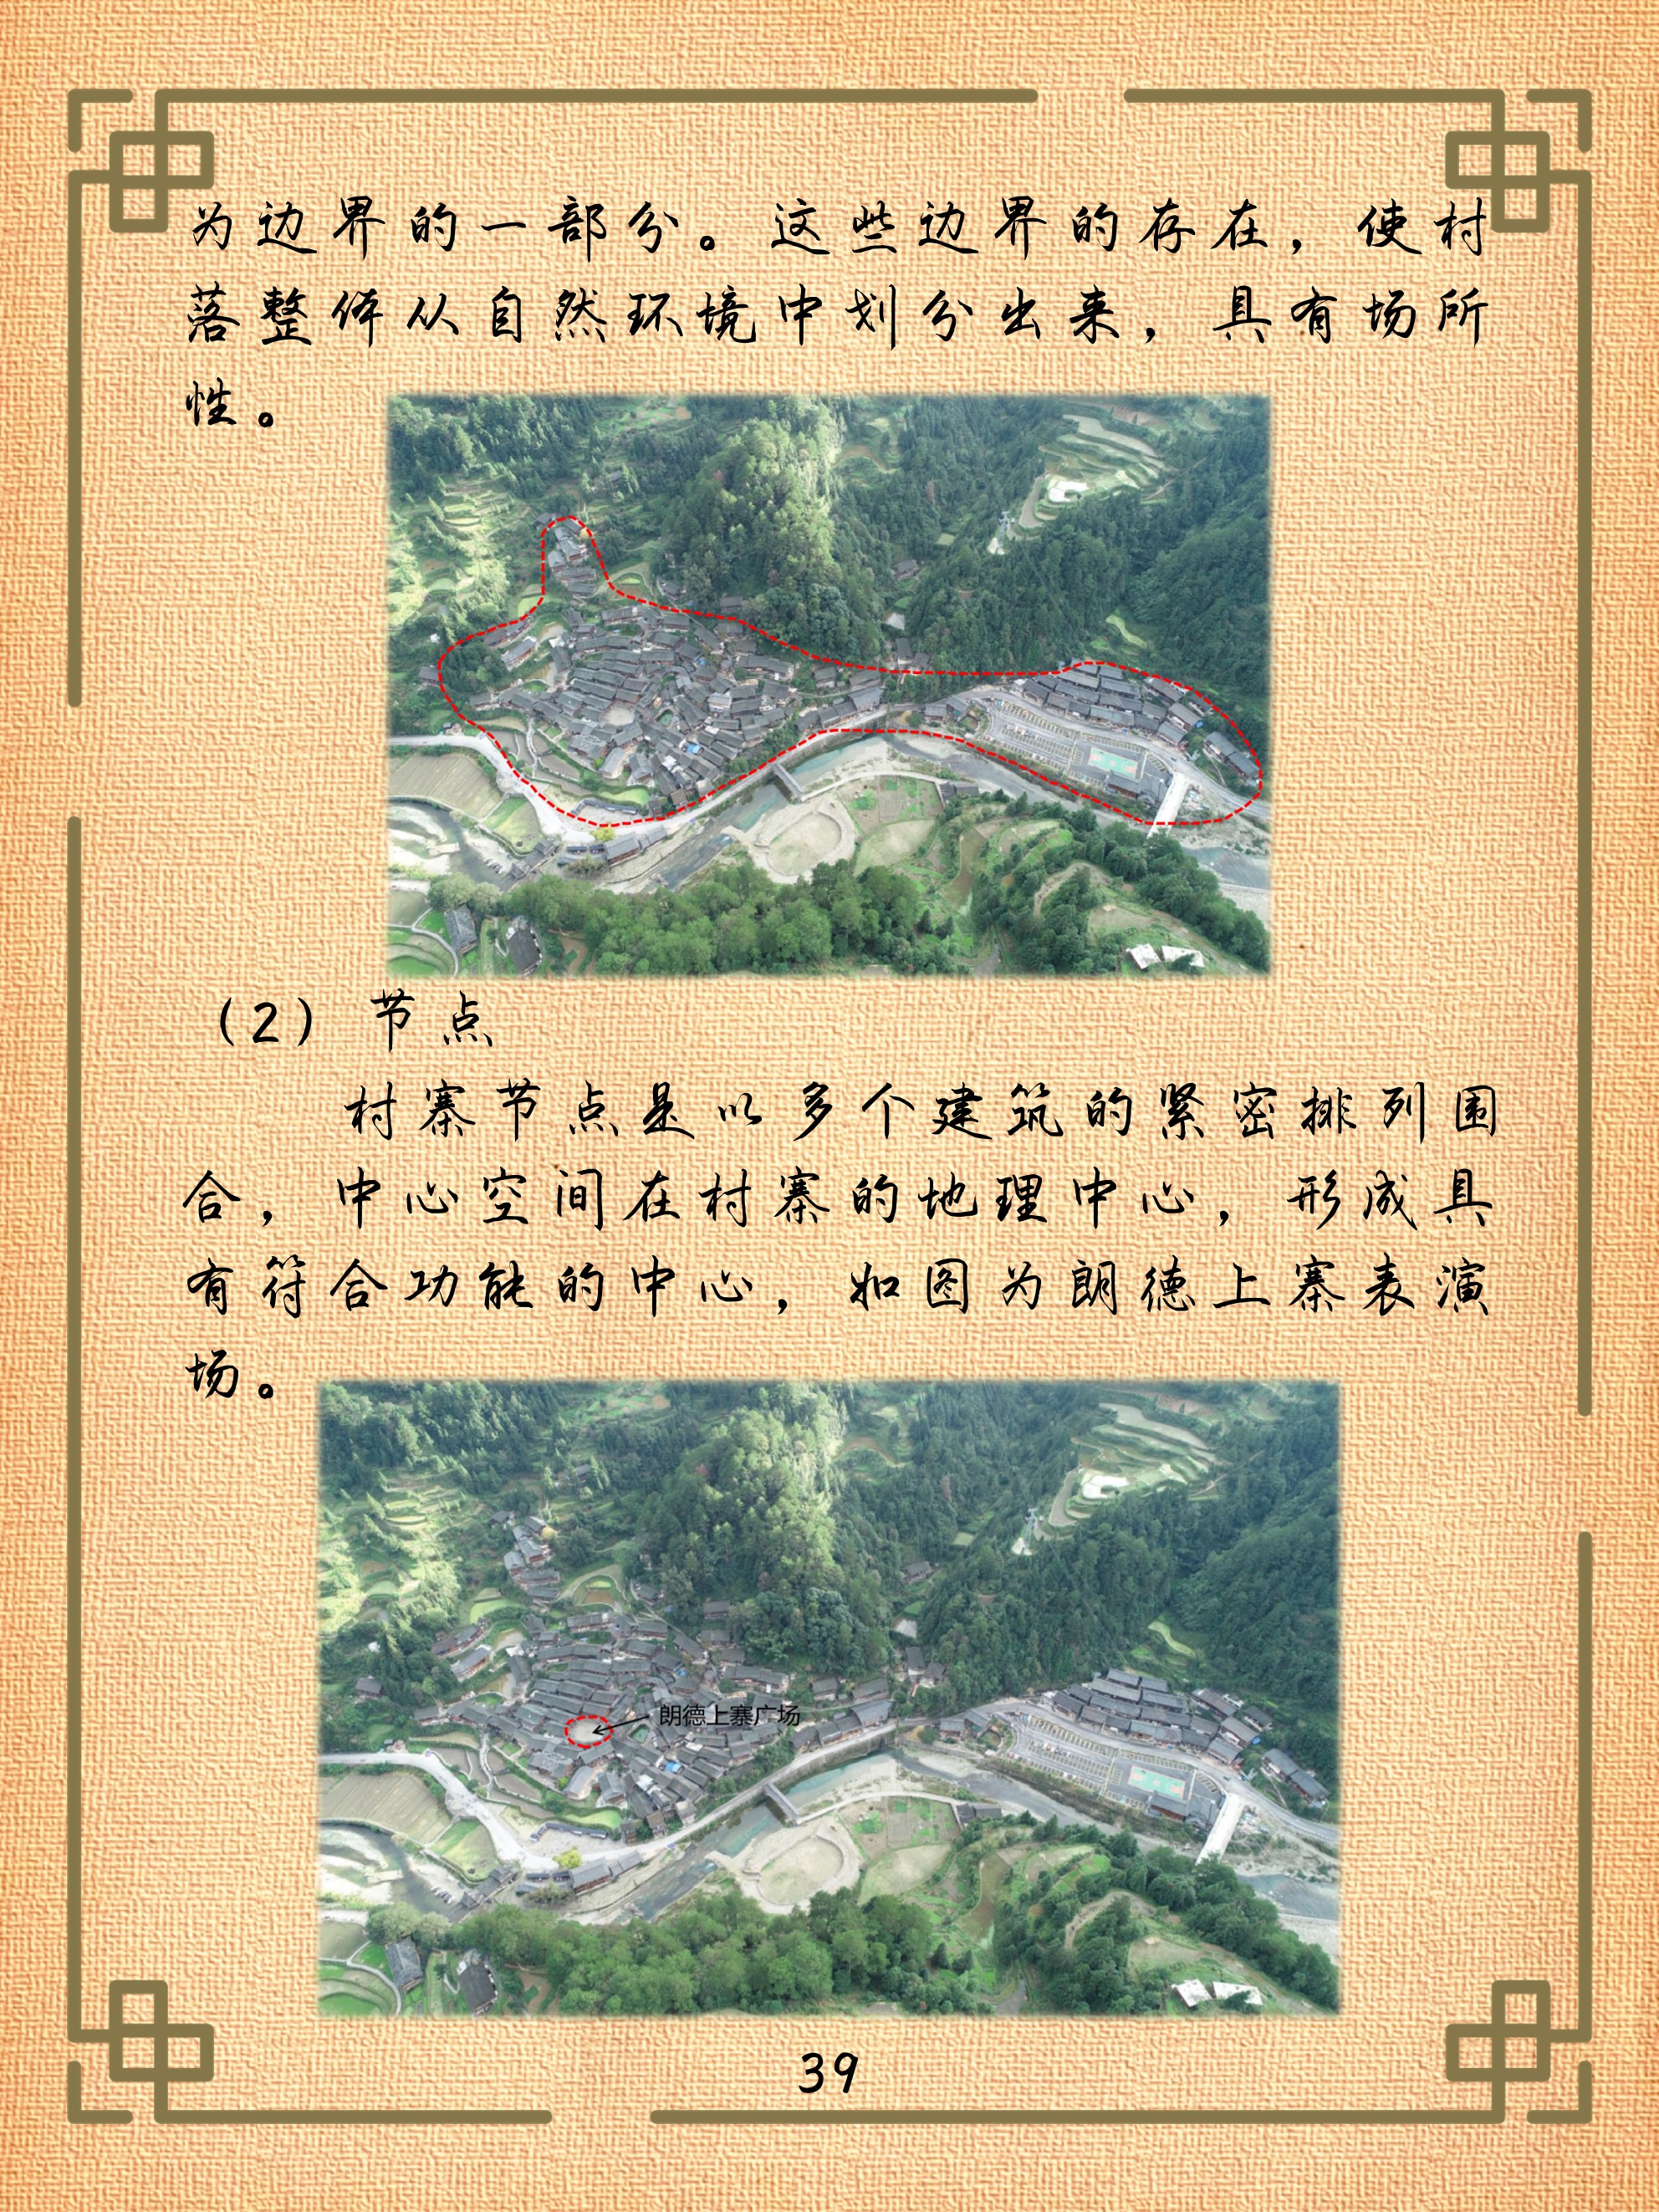 为边界的一部分。这些边界的存在，使村
落整体从自然环境中划分出来，具有场所
性。
（2） 节点
村寨节点是以多个建筑的紧密排列围
合，中心空间在村寨的地理中心，形成具
有符合功能的中心，如图为朗德上寨表演
场。
朗德上寨广场
39